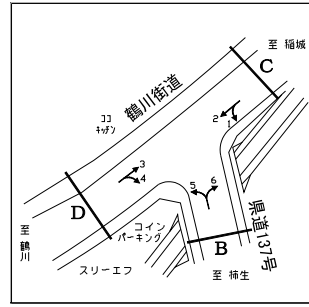 至 稲城
C
鶴川街道
ココ
キッチン
2
1
3
4
D
5
6
県道137号
至
鶴
川
コイン
パーキング
B
スリーエフ
至 柿生